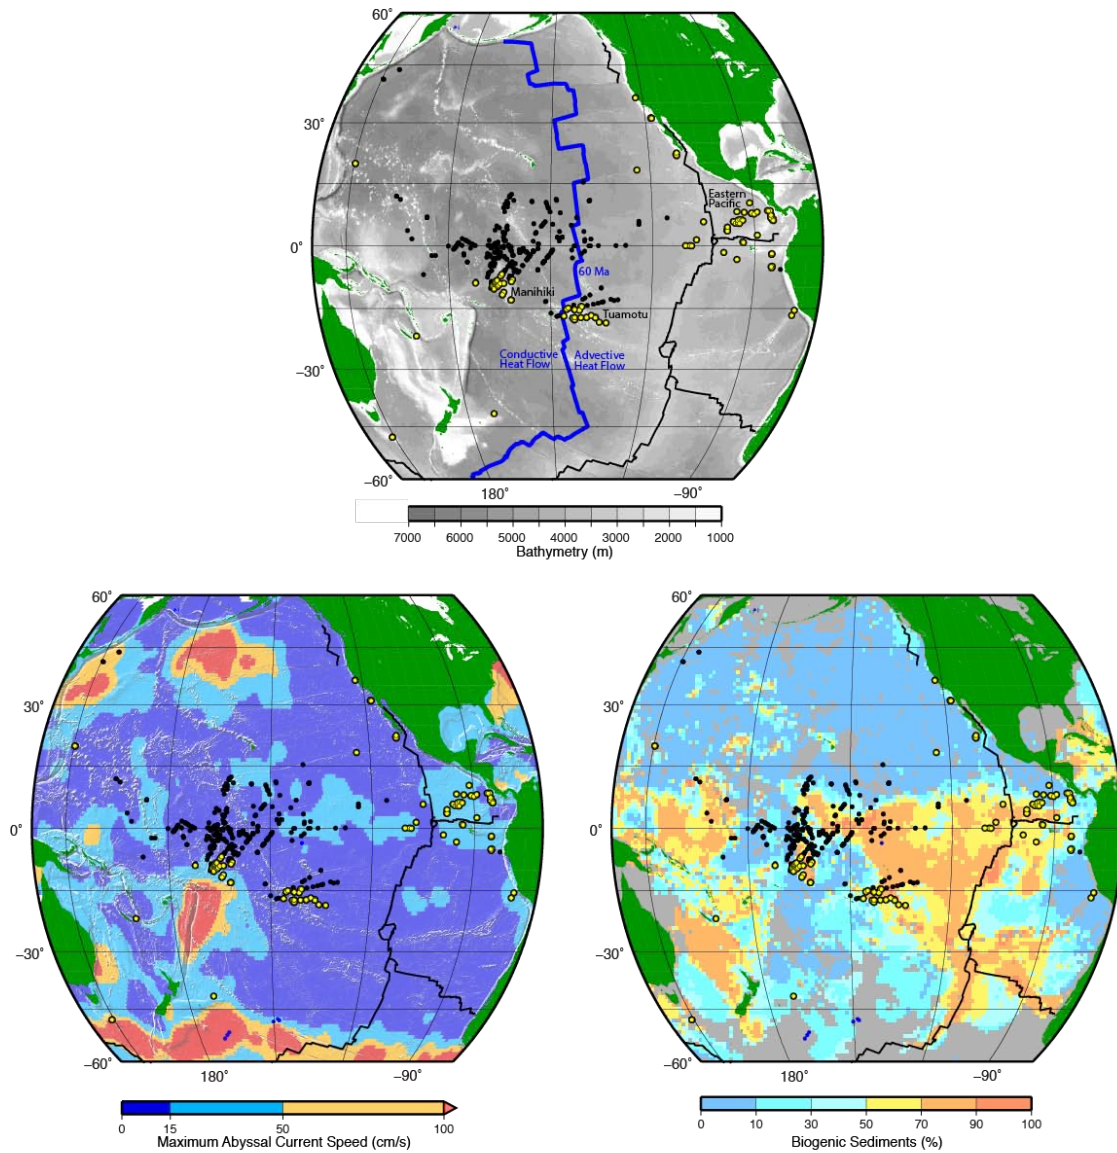 60˚
30˚
Eastern
Pacific
0˚
60 Ma
Manihiki
Tuamotu
Conductive
Heat Flow
Advective
Heat Flow
−30˚
−60˚
180˚
−90˚
7000 6000 5000 4000 3000 2000 1000
Bathymetry (m)
60˚
30˚
0˚
−30˚
−60˚
180˚
−90˚
0 15 50 100
Maximum Abyssal Current Speed (cm/s)
60˚
30˚
0˚
−30˚
−60˚
180˚
−90˚
0 10 30 50 70 90 100
Biogenic Sediments (%)